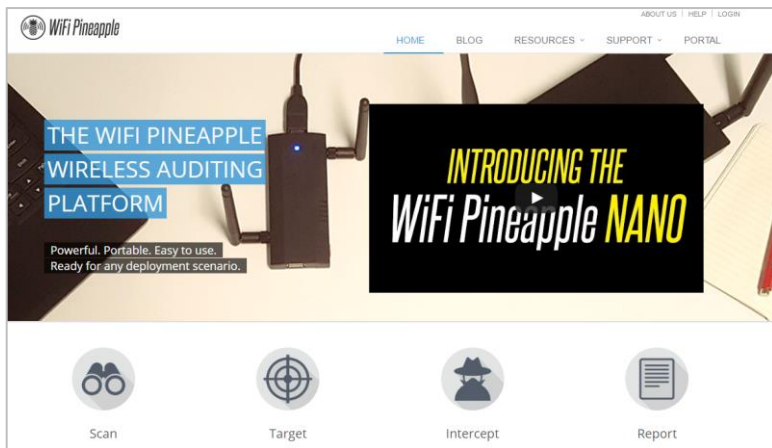 ABOUT US | HELP | LOGIN
WiFi Pineapple
HOME BLOG RESOURCES SUPPORT PORTAL
THE WIFI PINEAPPLE
WIRELESS AUDITING
PLATFORM
Powerful. Portable. Easy to use.
Ready for any deployment scenario.
INTRODUCING THE
WiFi Pineapple NANO
Scan Target Intercept Report